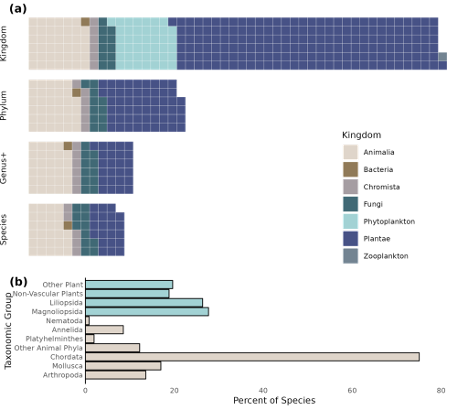 (a)
Kingdom
Phylum
Genus+
Species
Kingdom
Animalia
Bacteria
Chromista
Fungi
Phytoplankton
Plantae
Zooplankton
(b)
Taxonomic Group
Other Plant
Non-Vascular Plants
Liliopsida
Magnoliopsida
Nematoda
Annelida
Platyhelminthes
Other Animal Phyla
Chordata
Mollusca
Arthropoda
0 20 40 60 80
Percent of Species